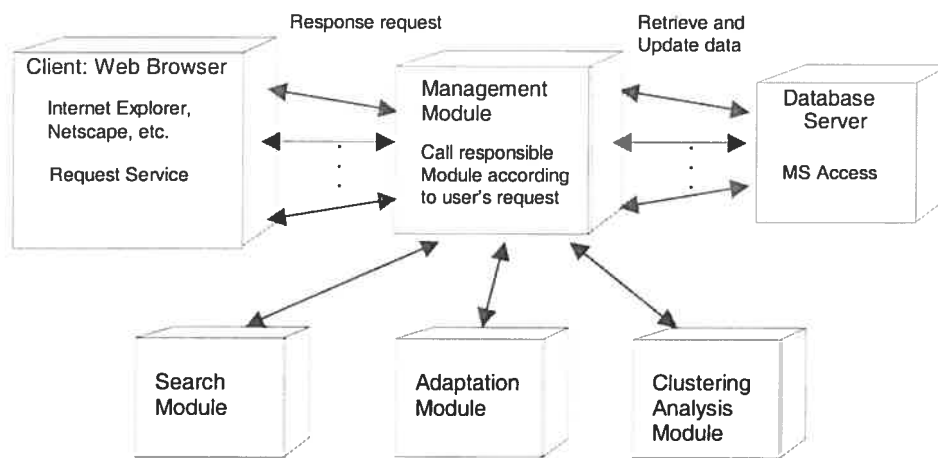 Response request
Retrieve and
Update data
Client: Web Browser
Internet Explorer,
Netscape, etc.
Request Service
Management
Module
Call responsible
Module according
to user's request
Database
Server
MS Access
Search
Module
Adaptation
Module
Clustering
Analysis
Module